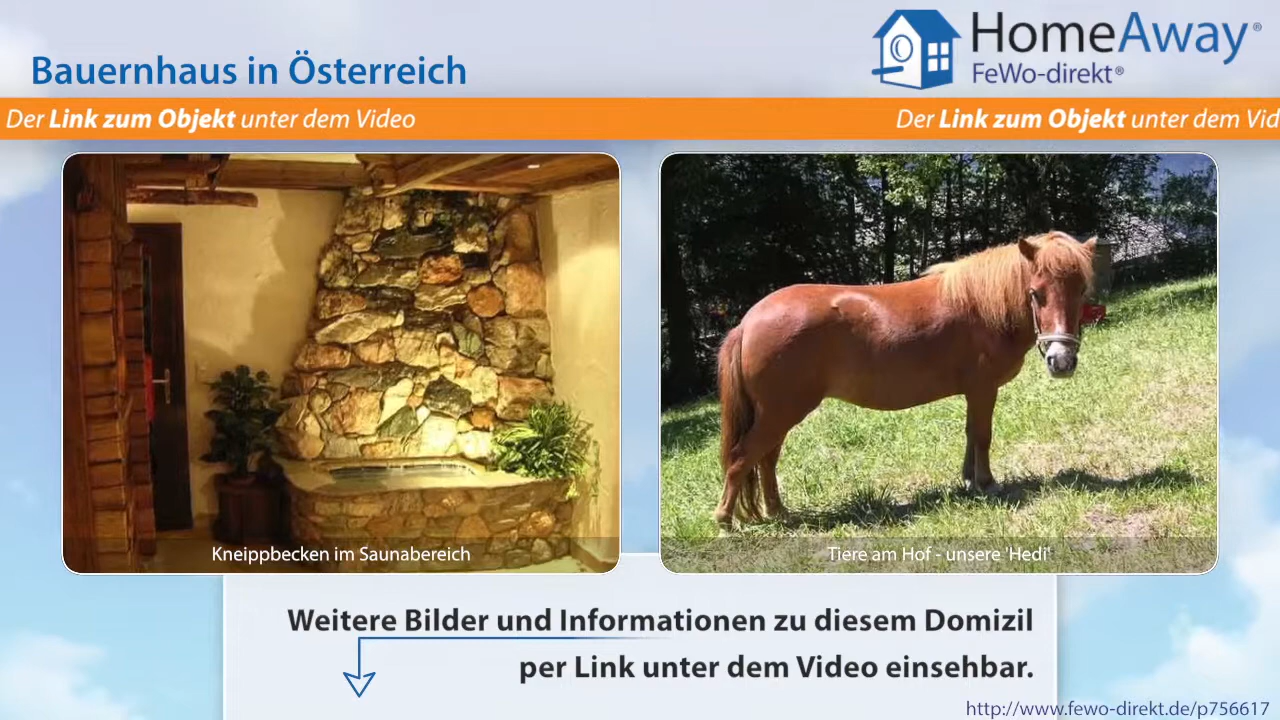 Bauernhaus in Österreich
HomeAway®
FeWo-direkt®
Der Link zum Objekt unter dem Video
Der Link zum Objekt unter dem Vid
Kneippbecken im Saunabereich
Tiere am Hof - unsere 'Hedi'
Weitere Bilder und Informationen zu diesem Domizil
per Link unter dem Video einsehbar.
http://www.fewo-direkt.de/p756617